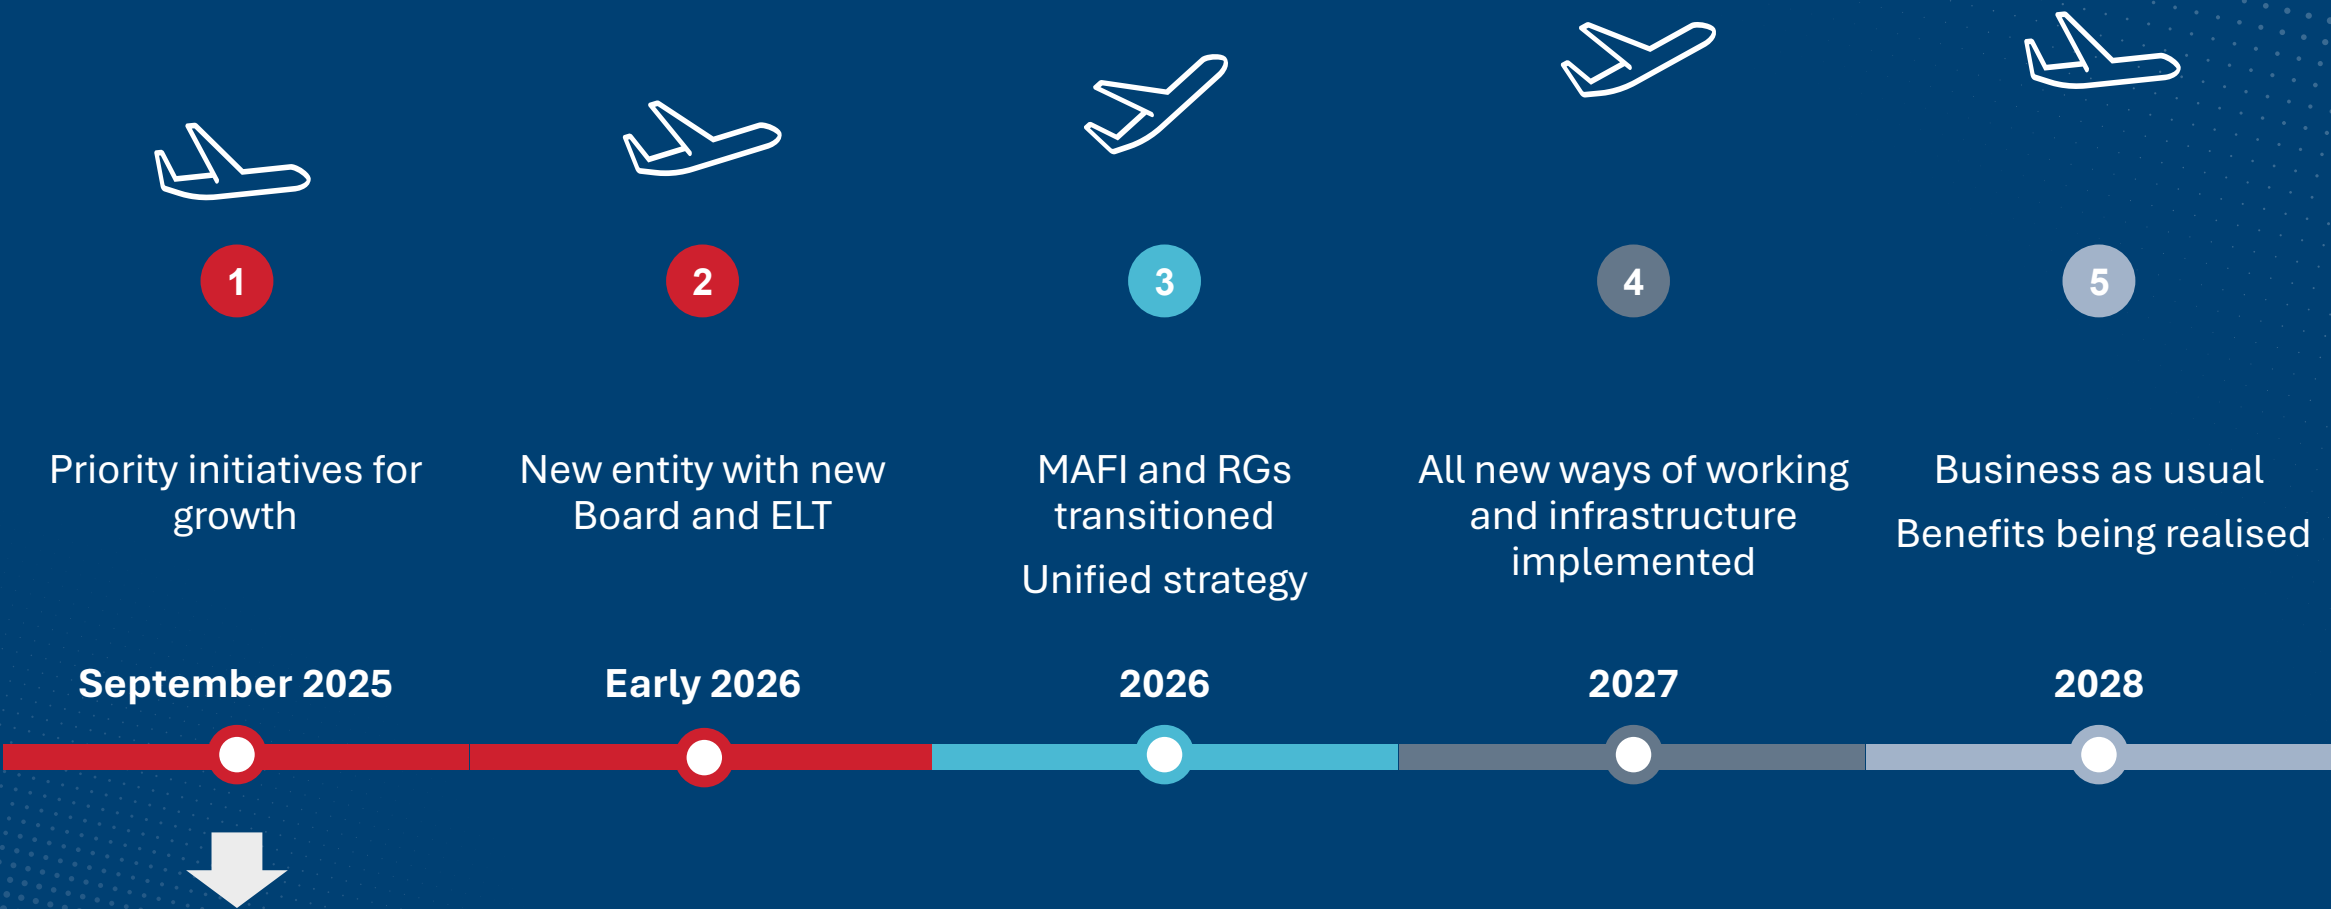 1
2
3
4
5
Priority initiatives for
growth
New entity with new
Board and ELT
MAFI and RGs
transitioned
Unified strategy
All new ways of working
and infrastructure
implemented
Business as usual
Benefits being realised
September 2025
Early 2026
2026
2027
2028